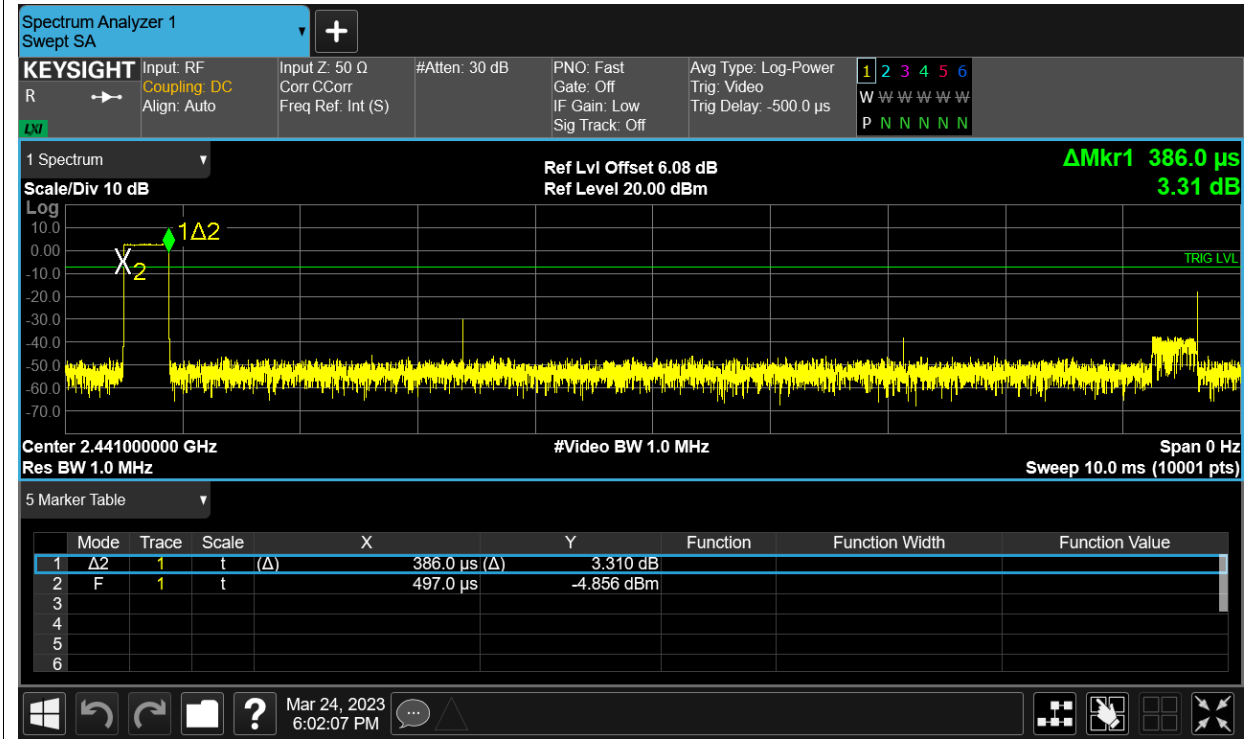 Spectrum Analyzer 1
Swept SA
KEYSIGHT
R
LXI
Input: RF
Coupling: DC
Align: Auto
Input Z: 50 Ω
Corr CCorr
Freq Ref: Int (S)
#Atten: 30 dB
PNO: Fast
Gate: Off
IF Gain: Low
Sig Track: Off
Avg Type: Log-Power
Trig: Video
Trig Delay: -500.0 µs
1 2 3 4 5 6
W W W W W W
P N N N N N
1 Spectrum
Scale/Div 10 dB
Ref Lvl Offset 6.08 dB
Ref Level 20.00 dBm
ΔMkr1 386.0 µs
3.31 dB
Log
10.0
0.00
-10.0
-20.0
-30.0
-40.0
-50.0
-60.0
-70.0
1Δ2
X2
TRIG LVL
Center 2.441000000 GHz
Res BW 1.0 MHz
#Video BW 1.0 MHz
Span 0 Hz
Sweep 10.0 ms (10001 pts)
5 Marker Table
Mode Trace Scale X Y Function Function Width Function Value
1 Δ2 1 t (Δ) 386.0 µs (Δ) 3.310 dB
2 F 1 t 497.0 µs -4.856 dBm
3
4
5
6
?
Mar 24, 2023
6:02:07 PM